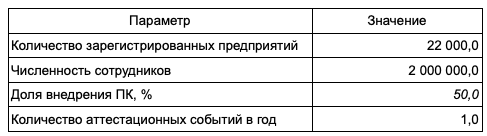 Параметр Значение
Количество зарегистрированных предприятий 22 000,0
Численность сотрудников 2 000 000,0
Доля внедрения ПК, % 50,0
Количество аттестационных событий в год 1,0